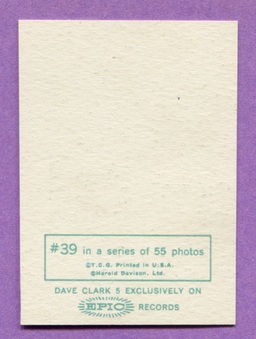 #39 in a series of 55 photos
©T.C.G. Printed in U.S.A.
©Harold Davison, Ltd.
DAVE CLARK 5 EXCLUSIVELY ON
EPIC RECORDS